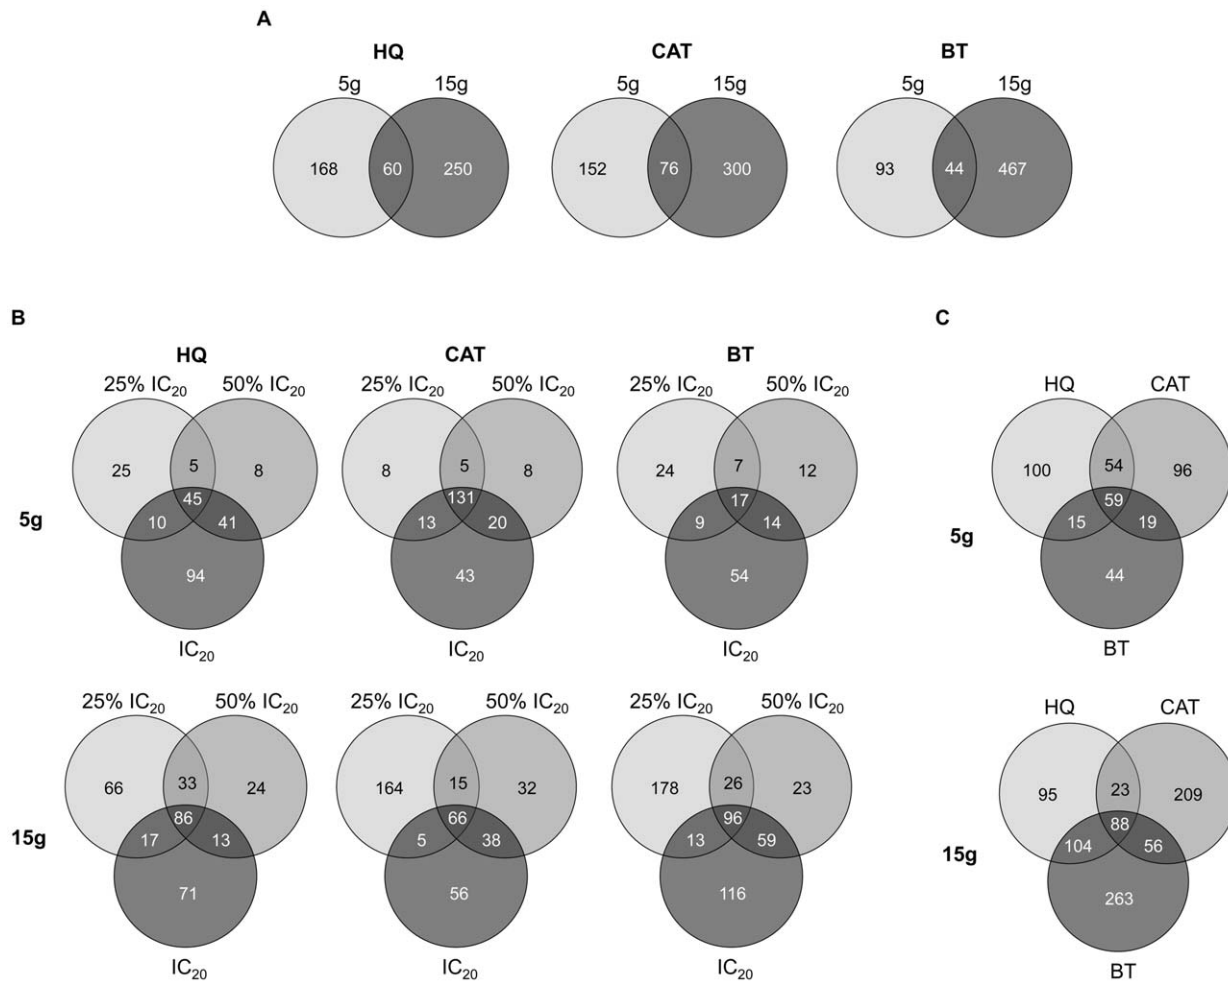 A
HQ CAT BT
5g 15g 5g 15g 5g 15g
168 60 250 152 76 300 93 44 467
B C
HQ CAT BT
25% IC20 50% IC20 25% IC20 50% IC20 25% IC20 50% IC20 HQ CAT
25 5 8 8 5 8 24 7 12 100 54 96
45 131 17 59
5g 10 41 13 20 9 14 5g 15 19
94 43 54 44
IC20 IC20 IC20 BT
25% IC20 50% IC20 25% IC20 50% IC20 25% IC20 50% IC20 HQ CAT
66 33 24 164 15 32 178 26 23 95 23 209
86 66 96 88
15g 17 13 5 38 13 59 15g 104 56
71 56 116 263
IC20 IC20 IC20 BT